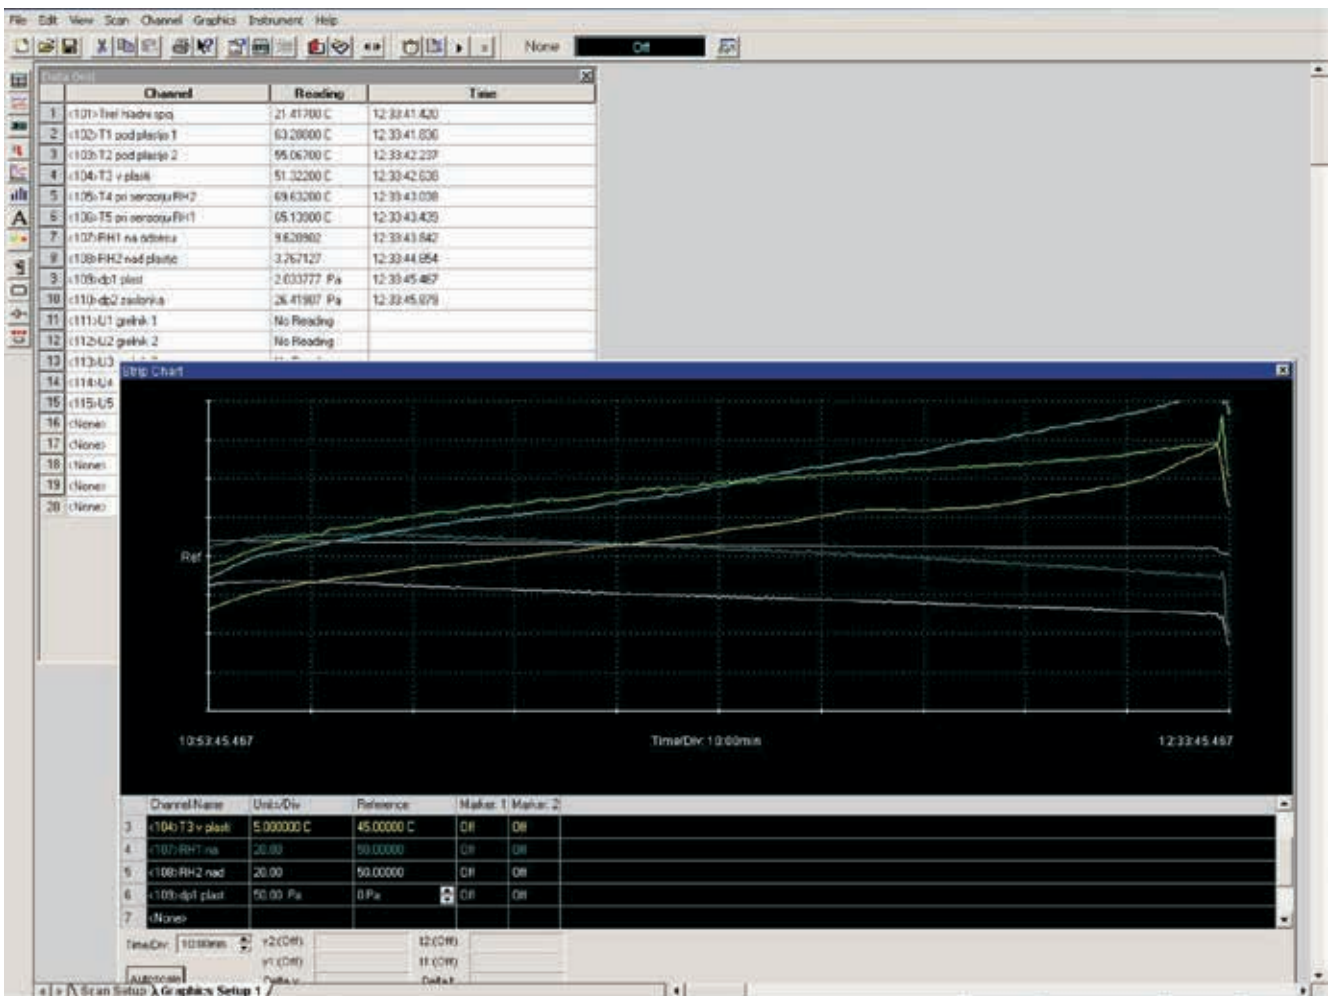 File Edit View Scan Channel Graphics Instrument Help
None Off
Data Grid
Channel Reading Time
1 <101> Tref hladni spoj 21.41700 C 12:33:41.420
2 <102> T1 pod plastjo 1 63.28000 C 12:33:41.836
3 <103> T2 pod plastjo 2 55.06700 C 12:33:42.237
4 <104> T3 v plasti 51.32200 C 12:33:42.638
5 <105> T4 pri senzorju RH2 69.63200 C 12:33:43.038
6 <106> T5 pri senzorju RH1 65.13900 C 12:33:43.439
7 <107> RH1 na 9.628902 12:33:43.842
8 <108> RH2 nad plastjo 3.767127 12:33:44.854
9 <109> dp1 plast 2.033777 Pa 12:33:45.467
10 <110> dp2 zaslonka 26.41907 Pa 12:33:45.879
11 <111> U1 grelnik 1 No Reading
12 <112> U2 grelnik 2 No Reading
13 <113> U3
14 <114> U4
15 <115> U5
16 <None>
17 <None>
18 <None>
19 <None>
20 <None>
Strip Chart
Ref
10:53:45.467 Time/Div: 10:00min 12:33:45.467
Channel Name Units/Div Reference Marker: 1 Marker: 2
3 <104> T3 v plasti 5.000000 C 45.00000 C Off Off
4 <107> RH1 na 20.00 50.00000 Off Off
5 <108> RH2 nad 20.00 50.00000 Off Off
6 <109> dp1 plast 50.00 Pa 0 Pa Off Off
7 <None>
Time/Div: 10:00min y2:(Off) t2:(Off)
y1:(Off) t1:(Off)
Autoscale Delta y Delta t
Scan Setup Graphics Setup 1